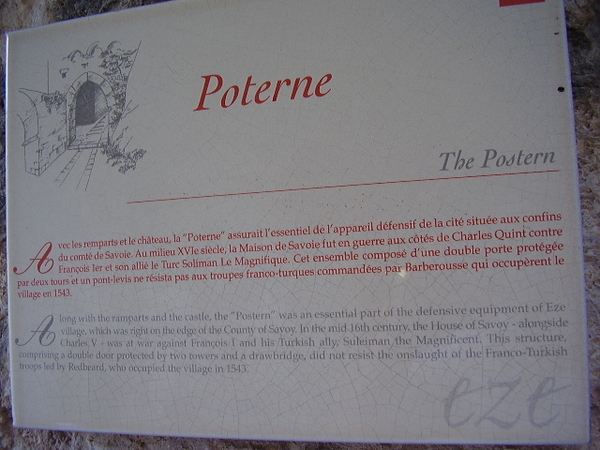 Poterne
The Postern
Avec les remparts et le château, la "Poterne" assurait l'essentiel de l'appareil défensif de la cité située aux confins
du comté de Savoie. Au milieu XVIe siècle, la Maison de Savoie fut en guerre aux côtés de Charles Quint contre
François Ier et son allié le Turc Soliman Le Magnifique. Cet ensemble composé d'une double porte protégée
par deux tours et un pont-levis ne résista pas aux troupes franco-turques commandées par Barberousse qui occupèrent le
village en 1543.
Along with the ramparts and the castle, the "Postern" was an essential part of the defensive equipment of Eze
village, which was right on the edge of the County of Savoy. In the mid 16th century, the House of Savoy - alongside
Charles V - was at war against François I and his Turkish ally, Suleiman the Magnificent. This structure,
comprising a double door protected by two towers and a drawbridge, did not resist the onslaught of the Franco-Turkish
troops led by Redbeard, who occupied the village in 1543.
eze